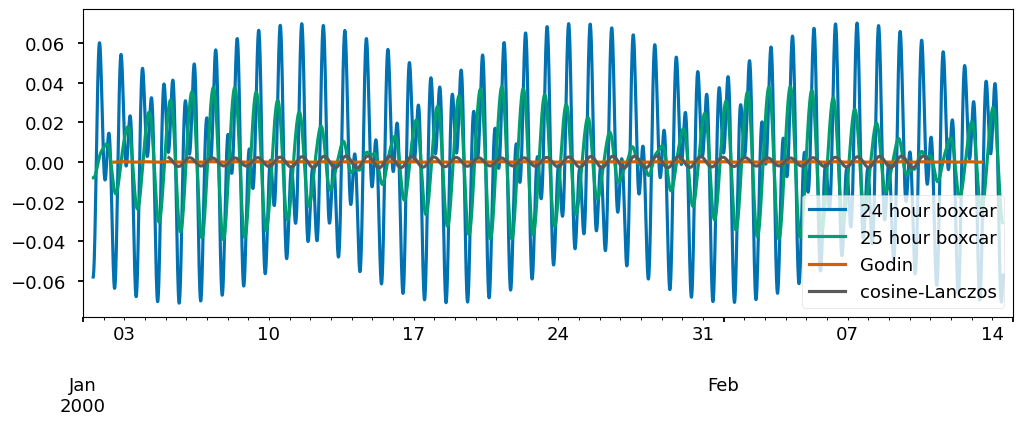 0.06
0.04
0.02
0.00
−0.02
−0.04
−0.06
24 hour boxcar
25 hour boxcar
Godin
cosine-Lanczos
03 10 17 24 31 07 14
Jan Feb
2000